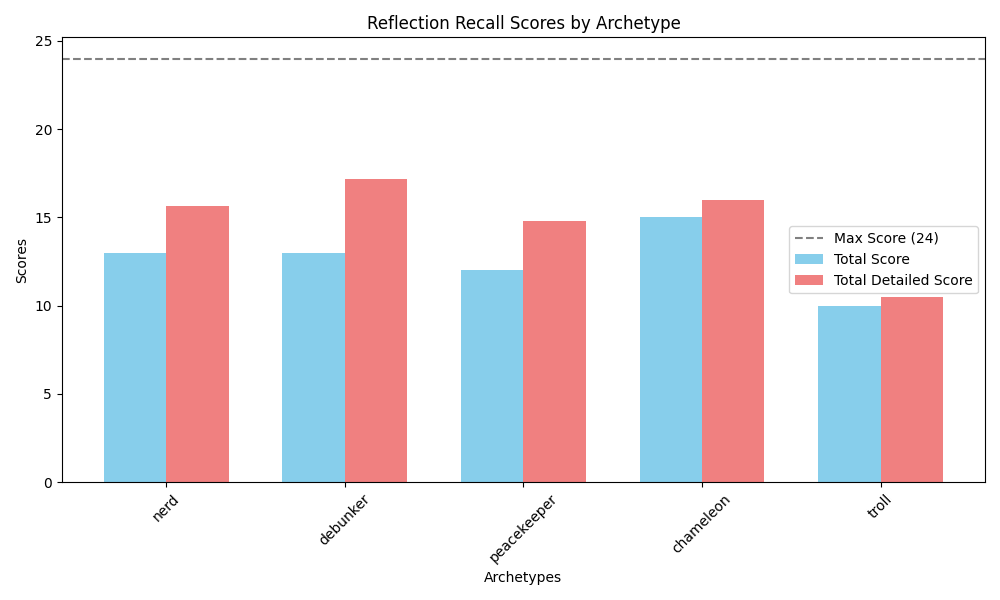 Reflection Recall Scores by Archetype
Scores
25
20
15
10
5
0
Max Score (24)
Total Score
Total Detailed Score
nerd
debunker
peacekeeper
chameleon
troll
Archetypes